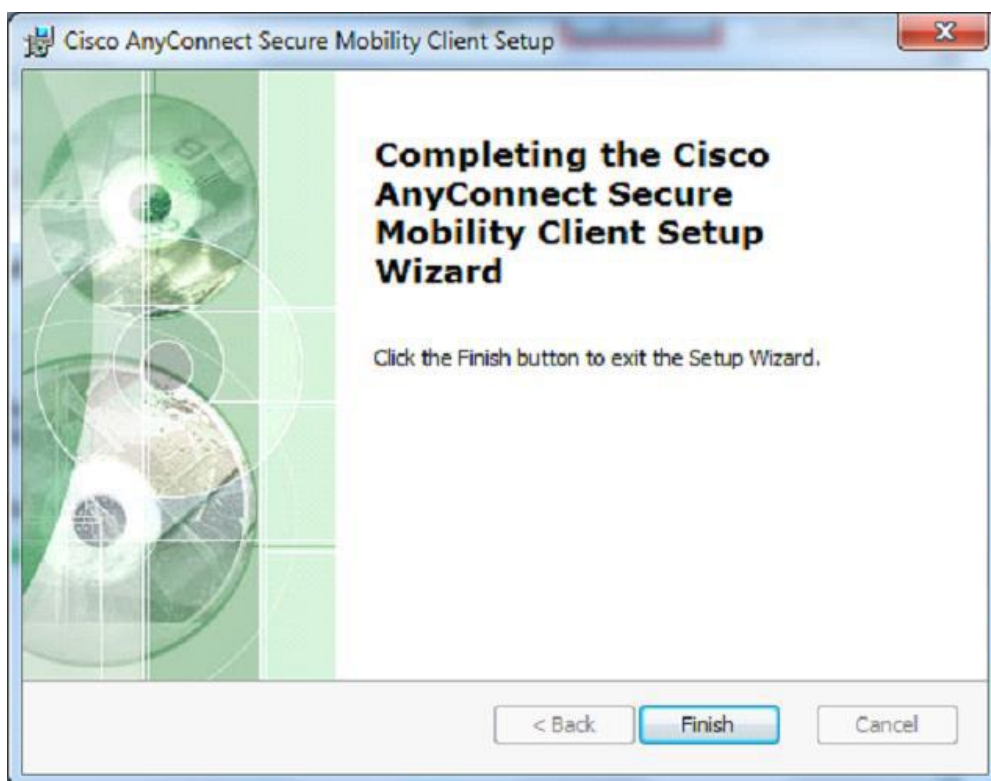 Cisco AnyConnect Secure Mobility Client Setup
Completing the Cisco
AnyConnect Secure
Mobility Client Setup
Wizard
Click the Finish button to exit the Setup Wizard.
< Back
Finish
Cancel